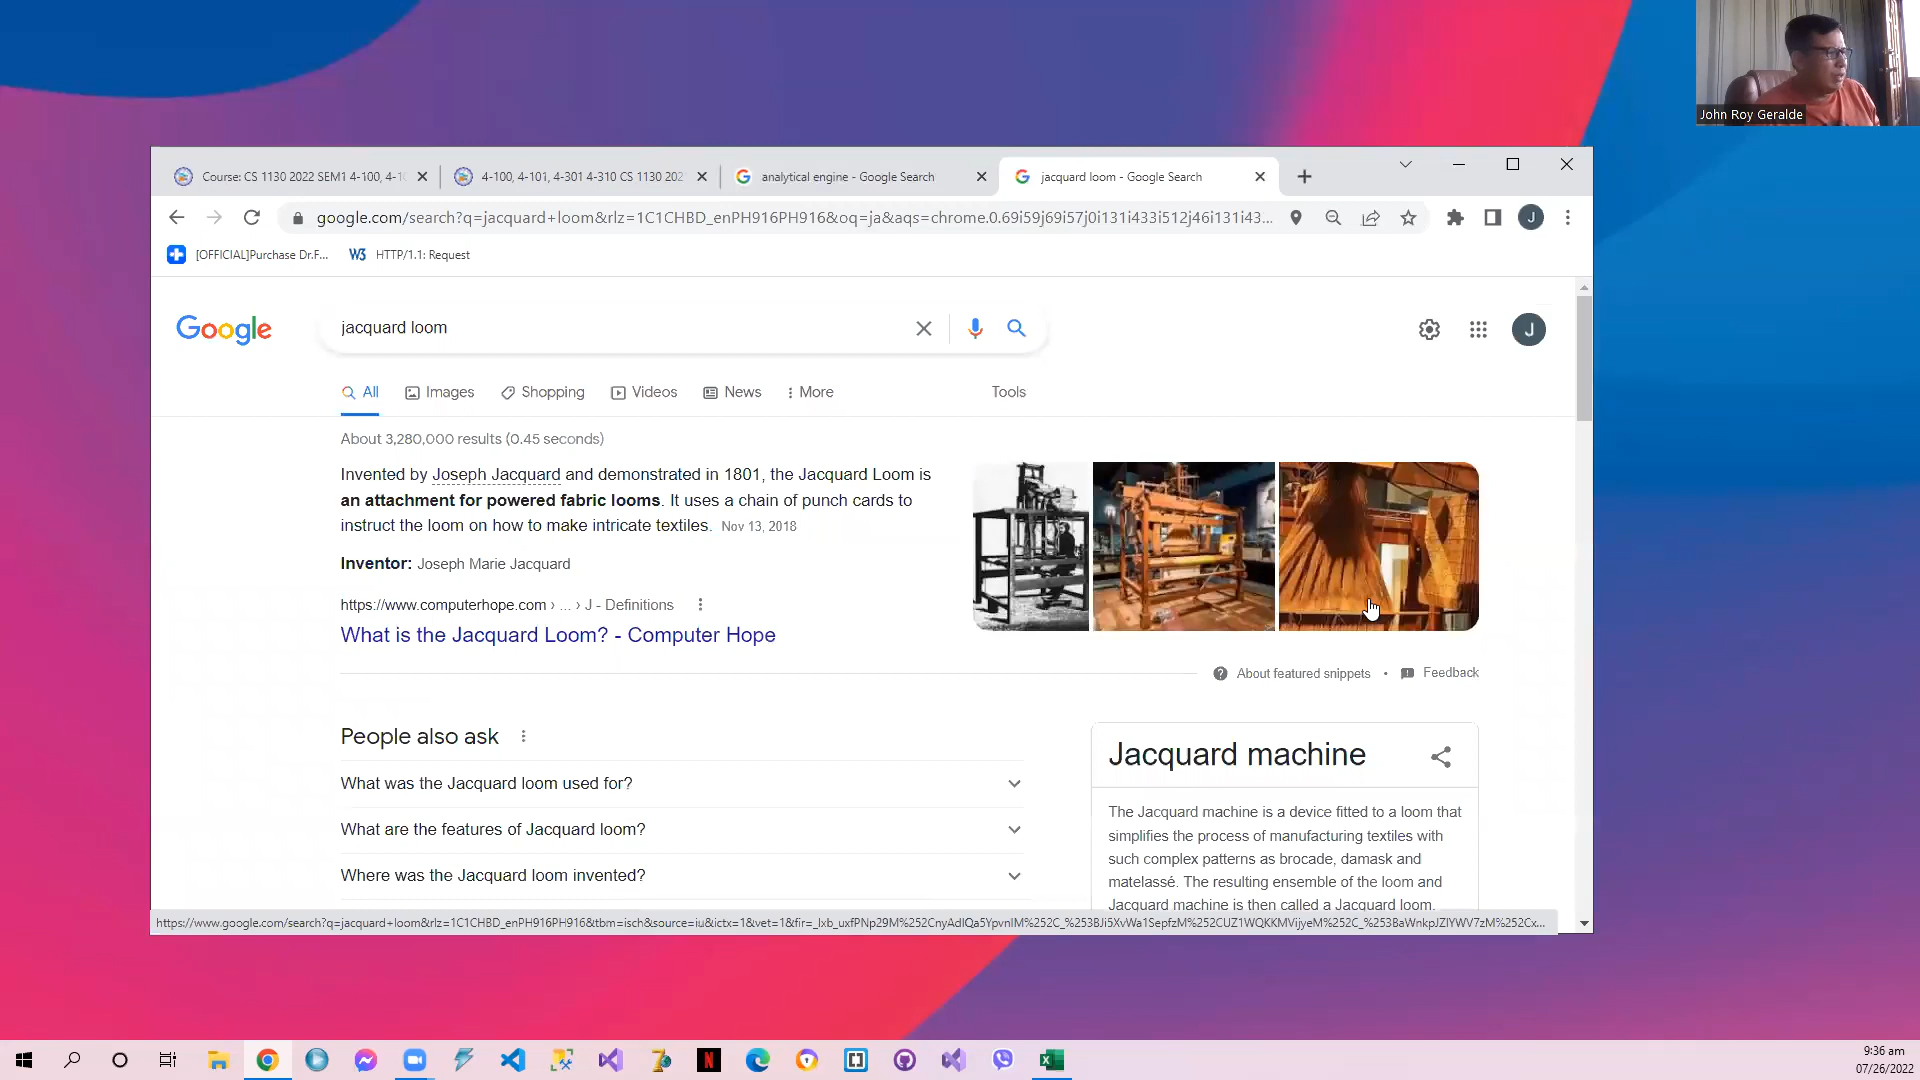 John Roy Geralde
Course: CS 1130 2022 SEM1 4-100, 4-1
4-100, 4-101, 4-301 4-310 CS 1130 202
analytical engine - Google Search
jacquard loom - Google Search
google.com/search?q=jacquard+loom&rlz=1C1CHBD_enPH916PH916&oq=ja&aqs=chrome.0.69i59j69i57j0i131i433i512j46i131i43...
J
[OFFICIAL]Purchase Dr.F...
HTTP/1.1: Request
Google
jacquard loom
J
All
Images
Shopping
Videos
News
More
Tools
About 3,280,000 results (0.45 seconds)
Invented by Joseph Jacquard and demonstrated in 1801, the Jacquard Loom is
an attachment for powered fabric looms. It uses a chain of punch cards to
instruct the loom on how to make intricate textiles. Nov 13, 2018
Inventor: Joseph Marie Jacquard
https://www.computerhope.com › ... › J - Definitions
What is the Jacquard Loom? - Computer Hope
About featured snippets • Feedback
People also ask
What was the Jacquard loom used for?
What are the features of Jacquard loom?
Where was the Jacquard loom invented?
Jacquard machine
The Jacquard machine is a device fitted to a loom that
simplifies the process of manufacturing textiles with
such complex patterns as brocade, damask and
matelassé. The resulting ensemble of the loom and
Jacquard machine is then called a Jacquard loom.
9:36 am
07/26/2022